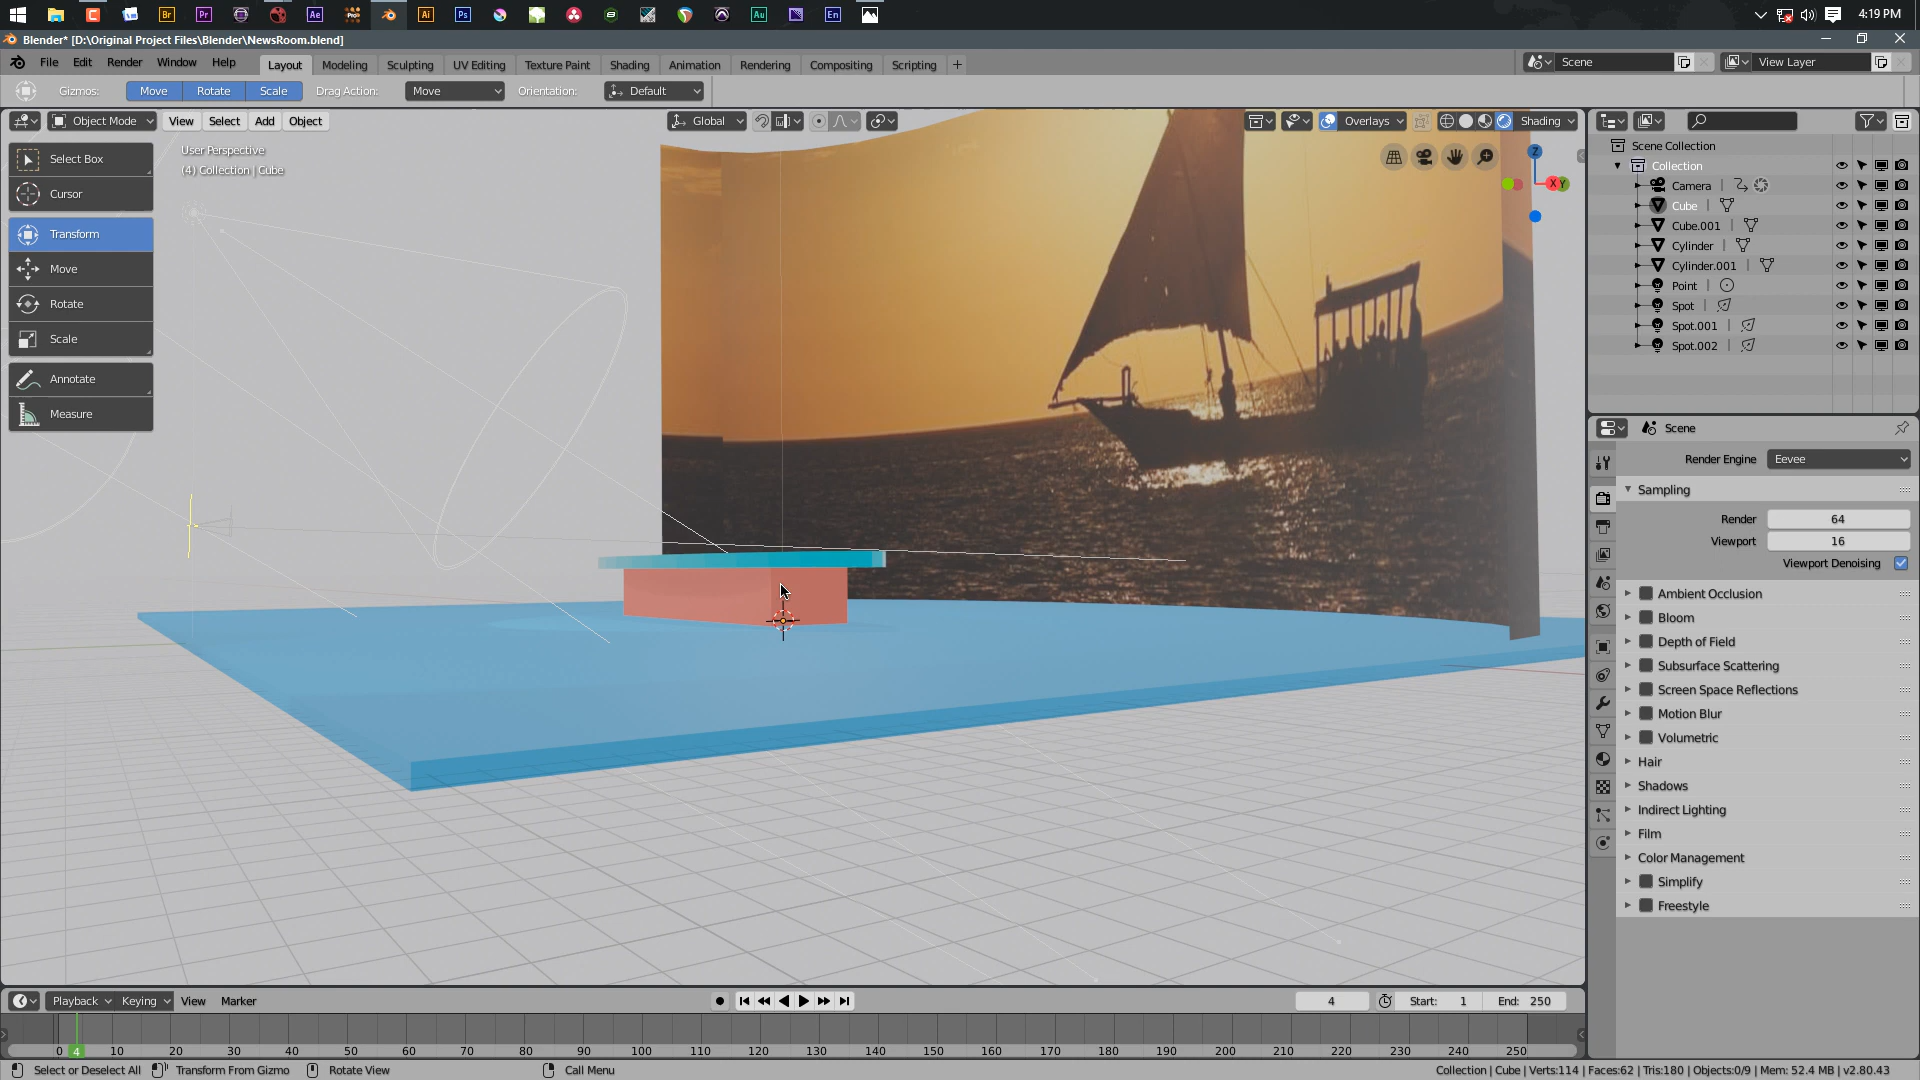 Br Pr Ae Ai Ps Au En 4:19 PM
Blender* [D:\Original Project Files\Blender\NewsRoom.blend]
File Edit Render Window Help Layout Modeling Sculpting UV Editing Texture Paint Shading Animation Rendering Compositing Scripting + Scene View Layer
Gizmos: Move Rotate Scale Drag Action: Move Orientation: Default
Object Mode View Select Add Object Global Overlays Shading
User Perspective
(4) Collection | Cube
Select Box
Cursor
Transform
Move
Rotate
Scale
Annotate
Measure
Z
X Y
Scene Collection
Collection
Camera
Cube
Cube.001
Cylinder
Cylinder.001
Point
Spot
Spot.001
Spot.002
Scene
Render Engine Eevee
Sampling
Render 64
Viewport 16
Viewport Denoising
Ambient Occlusion
Bloom
Depth of Field
Subsurface Scattering
Screen Space Reflections
Motion Blur
Volumetric
Hair
Shadows
Indirect Lighting
Film
Color Management
Simplify
Freestyle
Playback Keying View Marker 4 Start: 1 End: 250
0 4 10 20 30 40 50 60 70 80 90 100 110 120 130 140 150 160 170 180 190 200 210 220 230 240 250
Select or Deselect All Transform From Gizmo Rotate View Call Menu Collection | Cube | Verts:114 | Faces:62 | Tris:180 | Objects:0/9 | Mem: 52.4 MB | v2.80.43